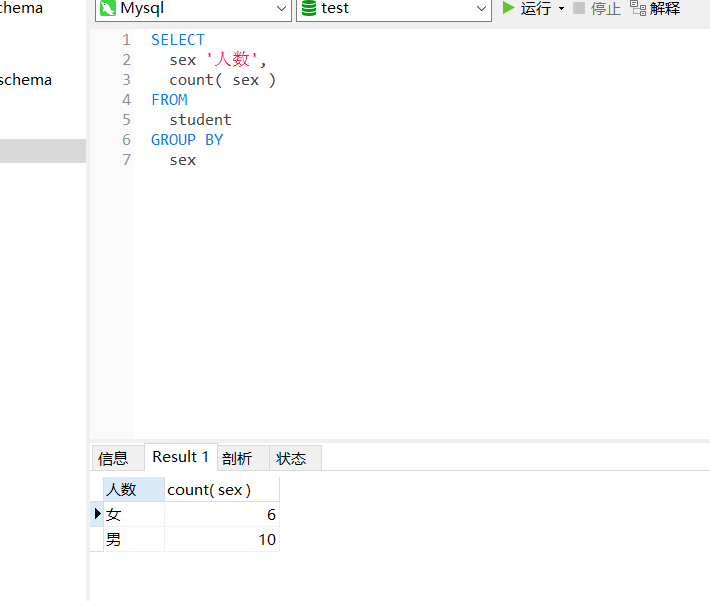 chema
Mysql
test
运行
停止
解释
schema
1 SELECT
2 sex '人数',
3 count( sex )
4 FROM
5 student
6 GROUP BY
7 sex
信息
Result 1
剖析
状态
人数 count( sex )
女 6
男 10